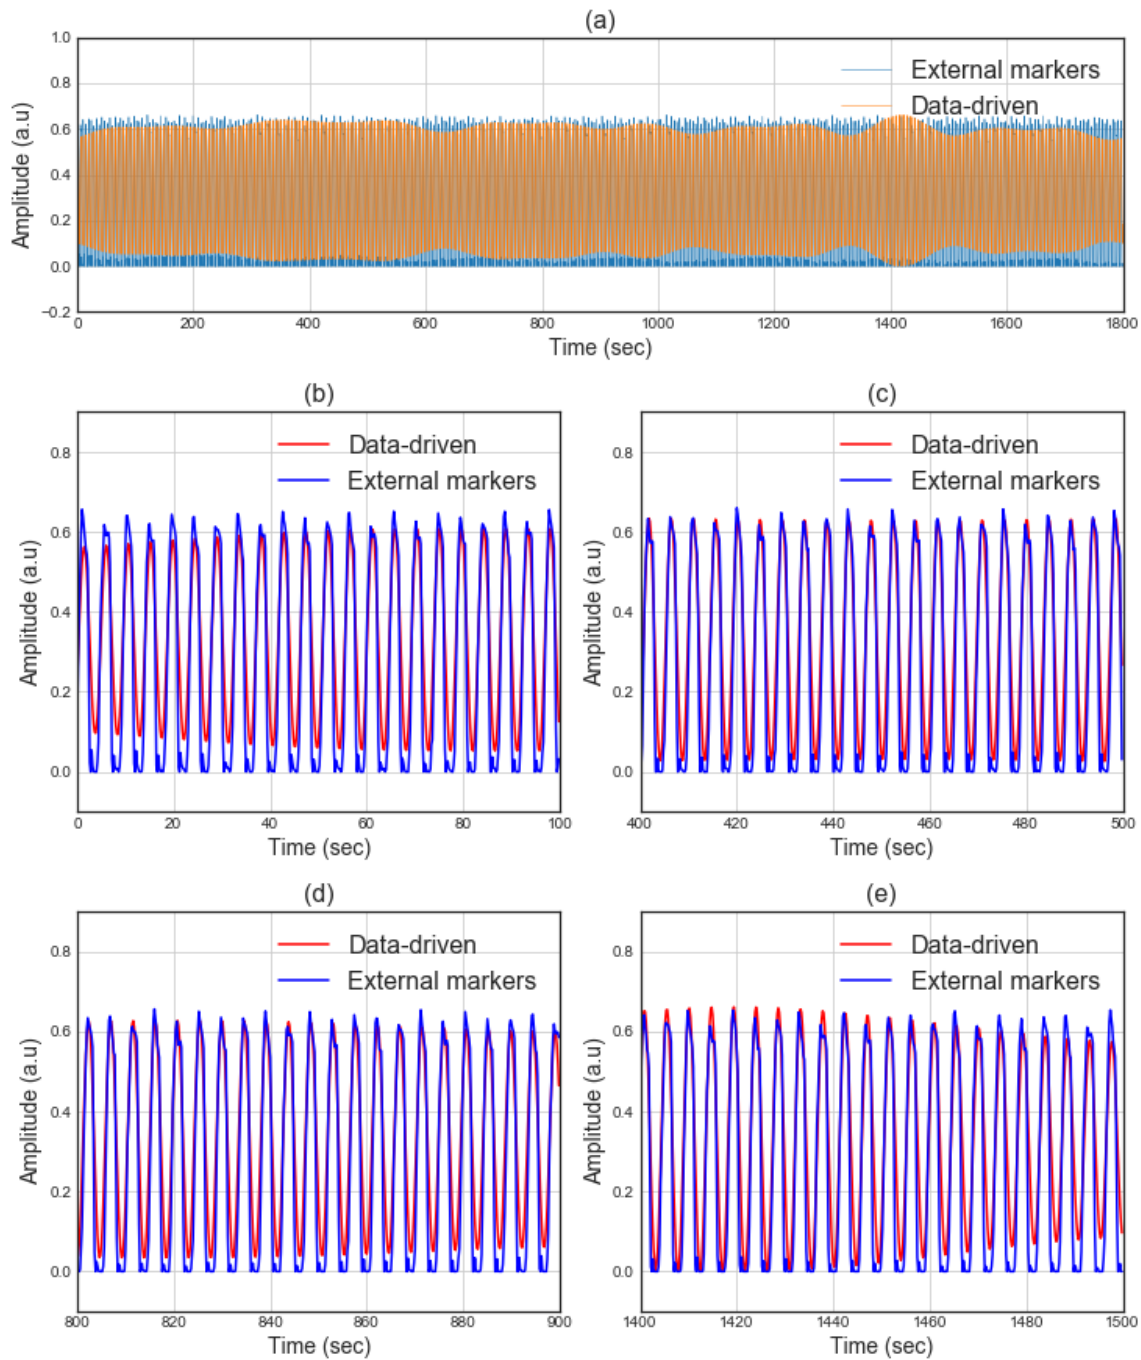 (a)
1.0
0.8
0.6
0.4
0.2
0.0
−0.2
Amplitude (a.u)
External markers
Data-driven
0 200 400 600 800 1000 1200 1400 1600 1800
Time (sec)
(b)
0.8
0.6
0.4
0.2
0.0
Amplitude (a.u)
Data-driven
External markers
0 20 40 60 80 100
Time (sec)
(c)
0.8
0.6
0.4
0.2
0.0
Amplitude (a.u)
Data-driven
External markers
400 420 440 460 480 500
Time (sec)
(d)
0.8
0.6
0.4
0.2
0.0
Amplitude (a.u)
Data-driven
External markers
800 820 840 860 880 900
Time (sec)
(e)
0.8
0.6
0.4
0.2
0.0
Amplitude (a.u)
Data-driven
External markers
1400 1420 1440 1460 1480 1500
Time (sec)